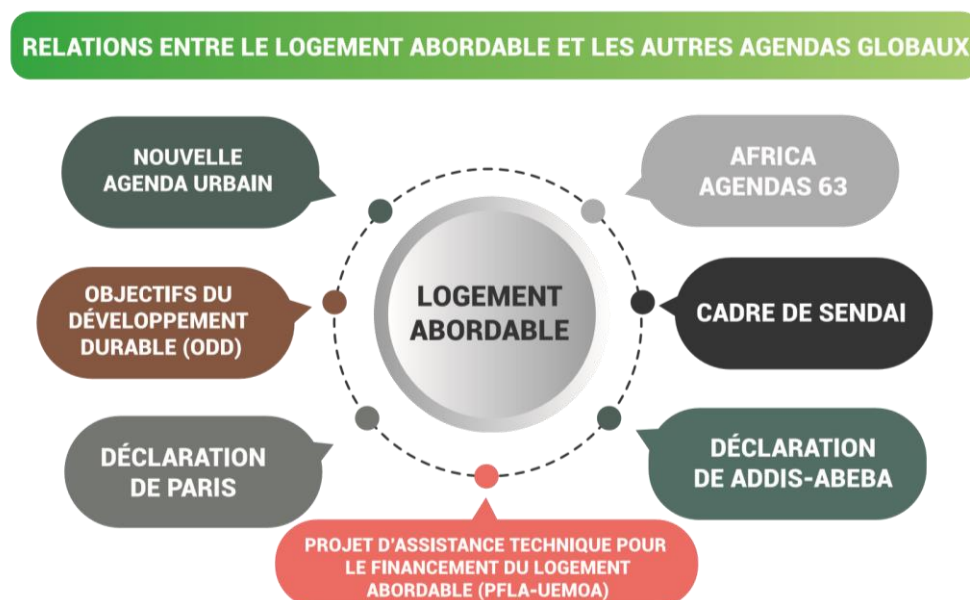 RELATIONS ENTRE LE LOGEMENT ABORDABLE ET LES AUTRES AGENDAS GLOBAUX
NOUVELLE
AGENDA URBAIN
AFRICA
AGENDAS 63
OBJECTIFS DU
DÉVELOPPEMENT
DURABLE (ODD)
LOGEMENT
ABORDABLE
CADRE DE SENDAI
DÉCLARATION
DE PARIS
DÉCLARATION
DE ADDIS-ABEBA
PROJET D'ASSISTANCE TECHNIQUE POUR
LE FINANCEMENT DU LOGEMENT
ABORDABLE (PFLA-UEMOA)